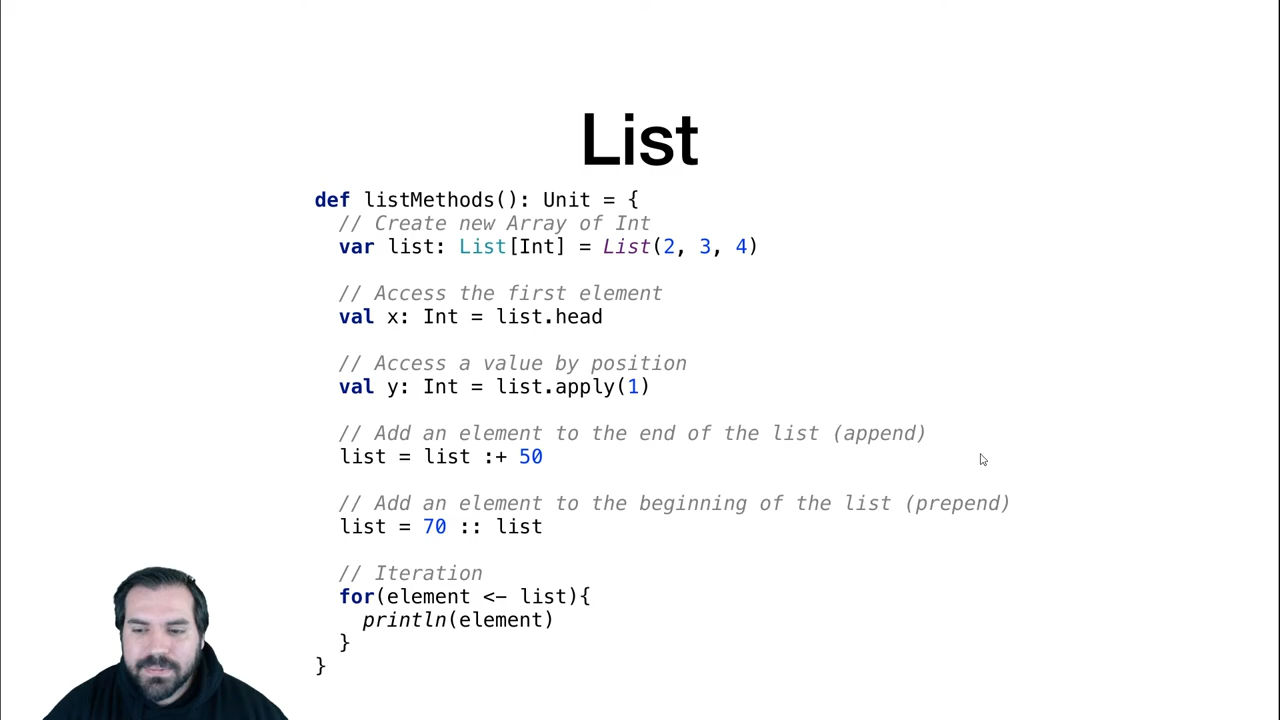 List
def listMethods(): Unit = {
// Create new Array of Int
var list: List[Int] = List(2, 3, 4)
// Access the first element
val x: Int = list.head
// Access a value by position
val y: Int = list.apply(1)
// Add an element to the end of the list (append)
list = list :+ 50
// Add an element to the beginning of the list (prepend)
list = 70 :: list
// Iteration
for(element <- list){
println(element)
}
}